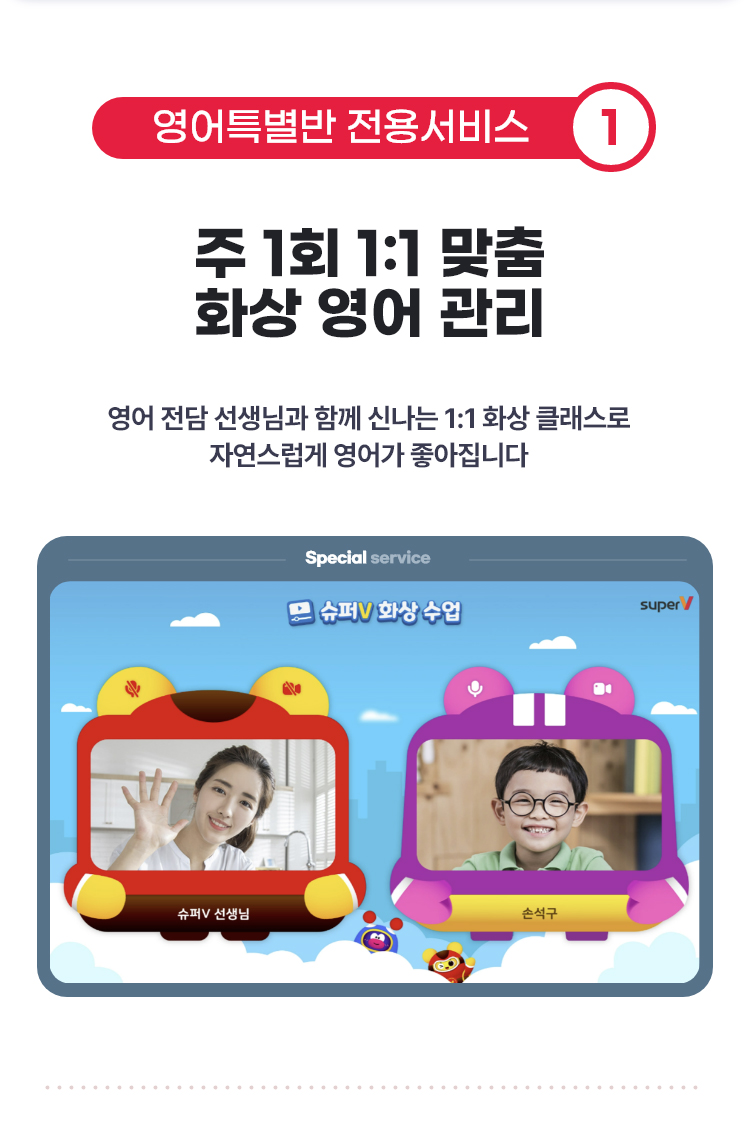 영어특별반 전용서비스 1
주 1회 1:1 맞춤
화상 영어 관리
영어 전담 선생님과 함께 신나는 1:1 화상 클래스로
자연스럽게 영어가 좋아집니다
Special service
슈퍼V 화상 수업
superV
슈퍼V 선생님
손석구